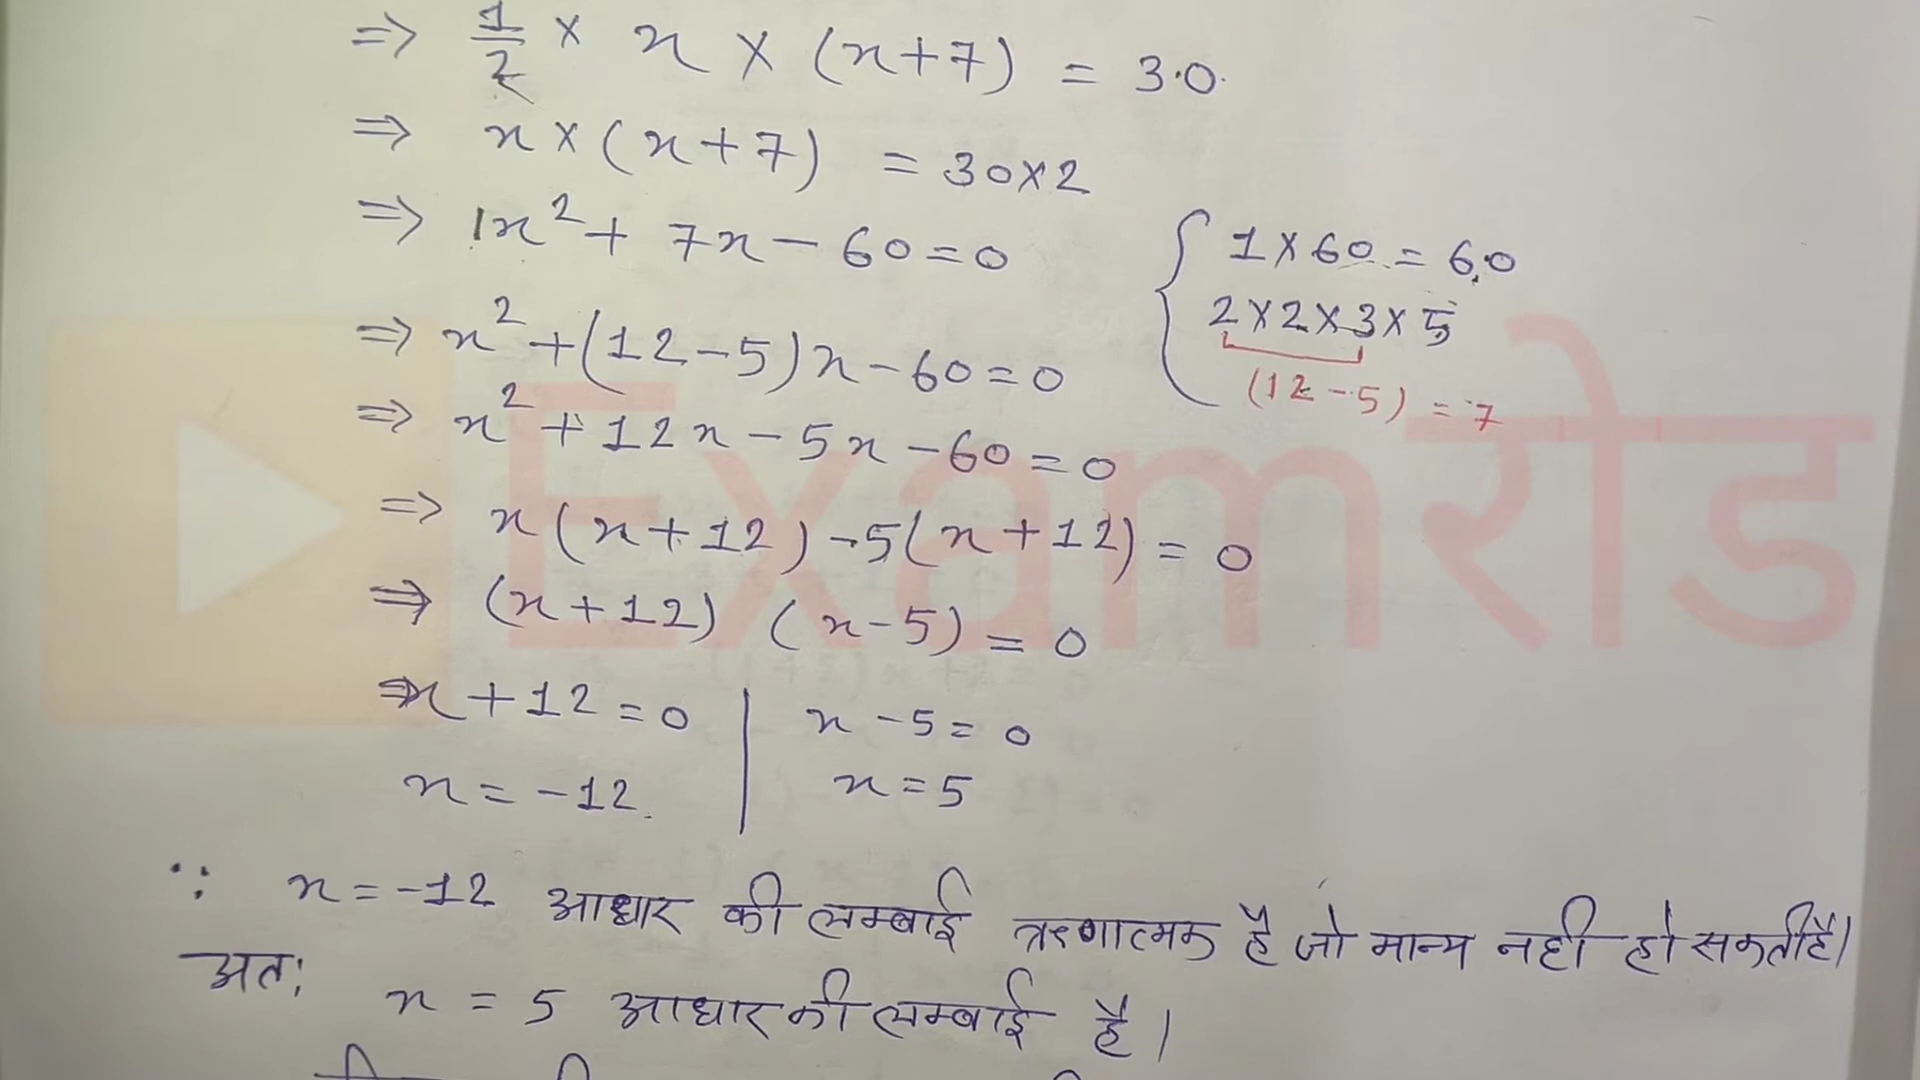 ⇒ 1/2 × x × (x+7) = 30
⇒ x × (x+7) = 30×2
⇒ 1x² + 7x - 60 = 0
{ 1×60 = 60
2×2×3×5
(12-5) = 7
⇒ x² + (12-5)x - 60 = 0
⇒ x² + 12x - 5x - 60 = 0
⇒ x(x+12) - 5(x+12) = 0
⇒ (x+12) (x-5) = 0
⇒ x + 12 = 0 | x - 5 = 0
x = -12 | x = 5
∵ x = -12 आधार की लम्बाई ऋणात्मक है जो मान्य नही हो सकती है।
अतः x = 5 आधार की लम्बाई है।
Examरोड